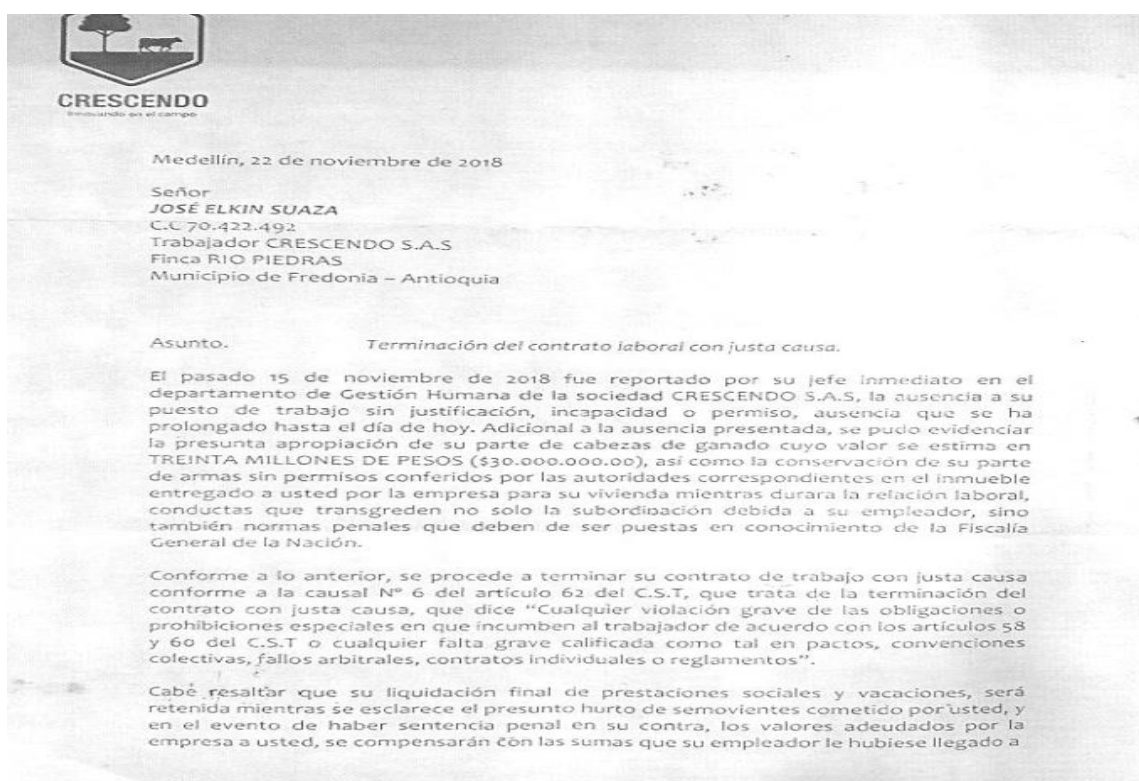 CRESCENDO
Innovando en el campo
Medellín, 22 de noviembre de 2018
Señor
JOSÉ ELKIN SUAZA
C.C 70.422.492
Trabajador CRESCENDO S.A.S
Finca RIO PIEDRAS
Municipio de Fredonia – Antioquia
Asunto. Terminación del contrato laboral con justa causa.
El pasado 15 de noviembre de 2018 fue reportado por su jefe inmediato en el
departamento de Gestión Humana de la sociedad CRESCENDO S.A.S, la ausencia a su
puesto de trabajo sin justificación, incapacidad o permiso, ausencia que se ha
prolongado hasta el día de hoy. Adicional a la ausencia presentada, se pudo evidenciar
la presunta apropiación de su parte de cabezas de ganado cuyo valor se estima en
TREINTA MILLONES DE PESOS ($30.000.000.00), así como la conservación de su parte
de armas sin permisos conferidos por las autoridades correspondientes en el inmueble
entregado a usted por la empresa para su vivienda mientras durara la relación laboral,
conductas que transgreden no solo la subordinación debida a su empleador, sino
también normas penales que deben de ser puestas en conocimiento de la Fiscalía
General de la Nación.
Conforme a lo anterior, se procede a terminar su contrato de trabajo con justa causa
conforme a la causal Nº 6 del artículo 62 del C.S.T, que trata de la terminación del
contrato con justa causa, que dice “Cualquier violación grave de las obligaciones o
prohibiciones especiales en que incumben al trabajador de acuerdo con los artículos 58
y 60 del C.S.T o cualquier falta grave calificada como tal en pactos, convenciones
colectivas, fallos arbitrales, contratos individuales o reglamentos”.
Cabe resaltar que su liquidación final de prestaciones sociales y vacaciones, será
retenida mientras se esclarece el presunto hurto de semovientes cometido por usted, y
en el evento de haber sentencia penal en su contra, los valores adeudados por la
empresa a usted, se compensarán con las sumas que su empleador le hubiese llegado a